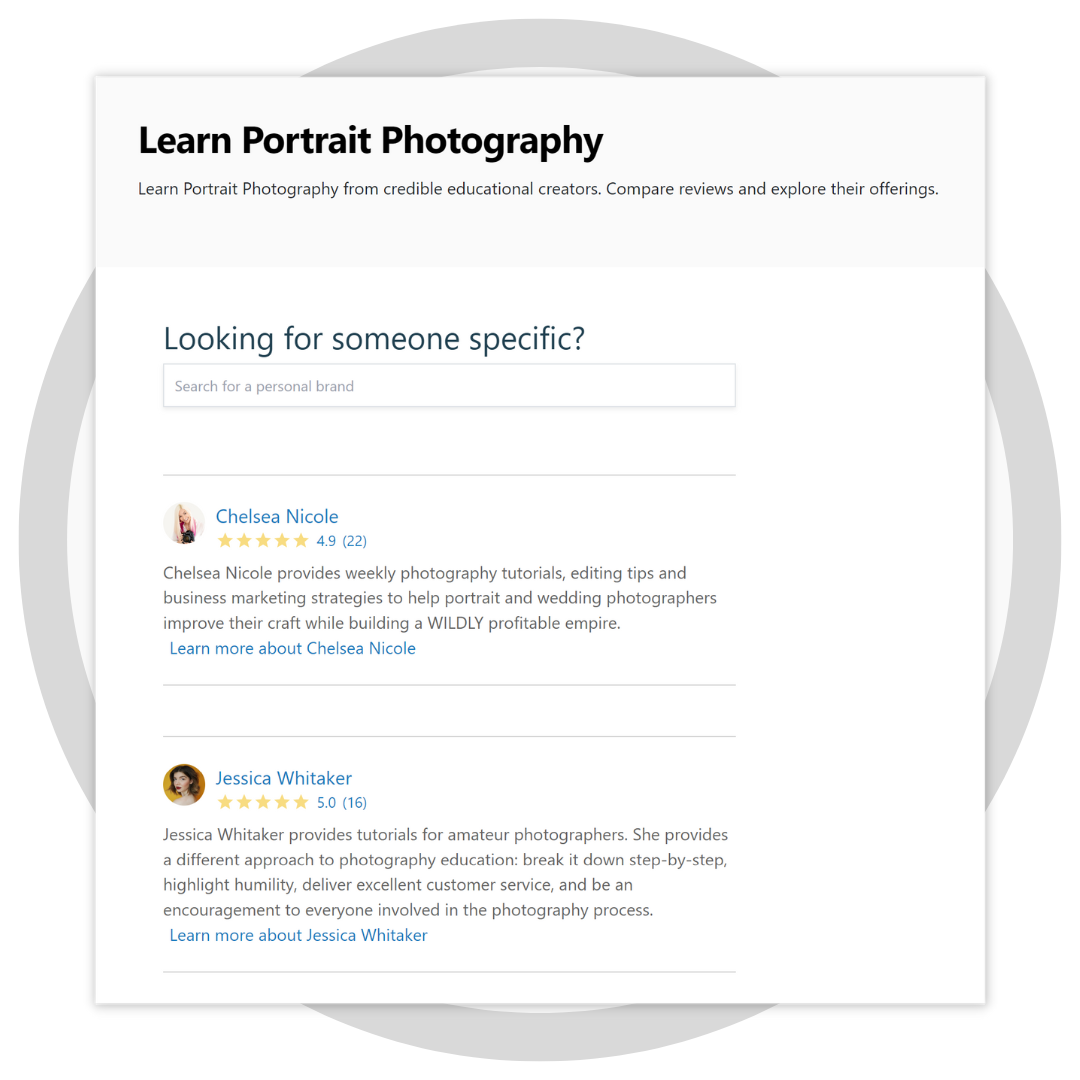 Learn Portrait Photography
Learn Portrait Photography from credible educational creators. Compare reviews and explore their offerings.
Looking for someone specific?
Search for a personal brand
Chelsea Nicole
4.9 (22)
Chelsea Nicole provides weekly photography tutorials, editing tips and
business marketing strategies to help portrait and wedding photographers
improve their craft while building a WILDLY profitable empire.
Learn more about Chelsea Nicole
Jessica Whitaker
5.0 (16)
Jessica Whitaker provides tutorials for amateur photographers. She provides
a different approach to photography education: break it down step-by-step,
highlight humility, deliver excellent customer service, and be an
encouragement to everyone involved in the photography process.
Learn more about Jessica Whitaker